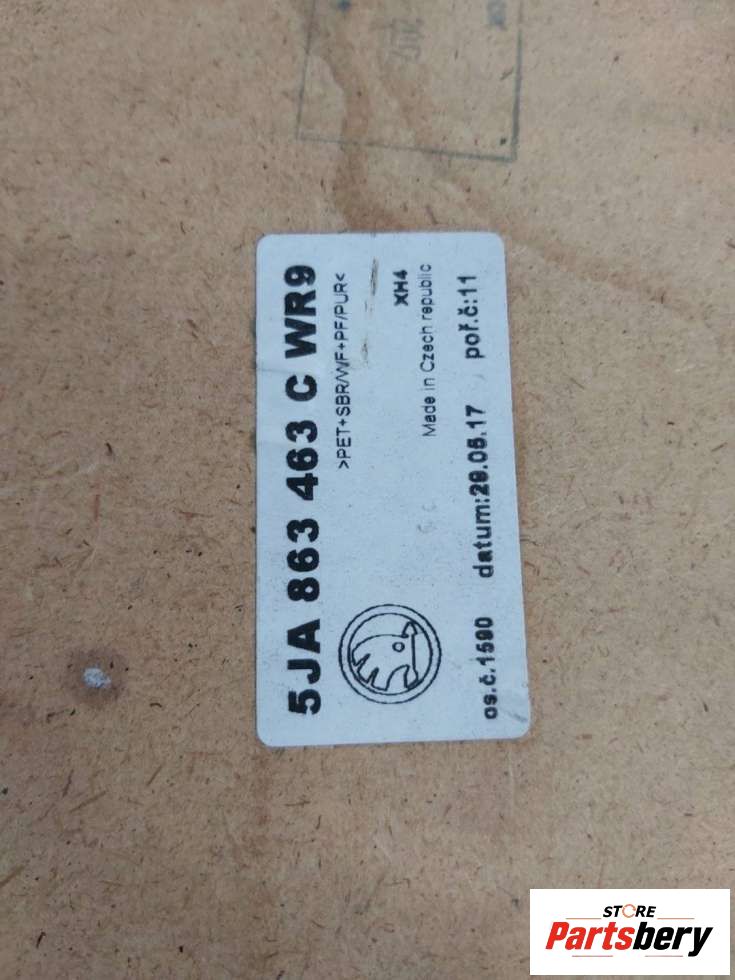 5JA 863 463 C WR9
>PET+SBR/WF+PF/PUR<
XH4
Made in Czech republic
os.č.1590 datum:29.05.17 poř.č:11
STORE
Partsbery